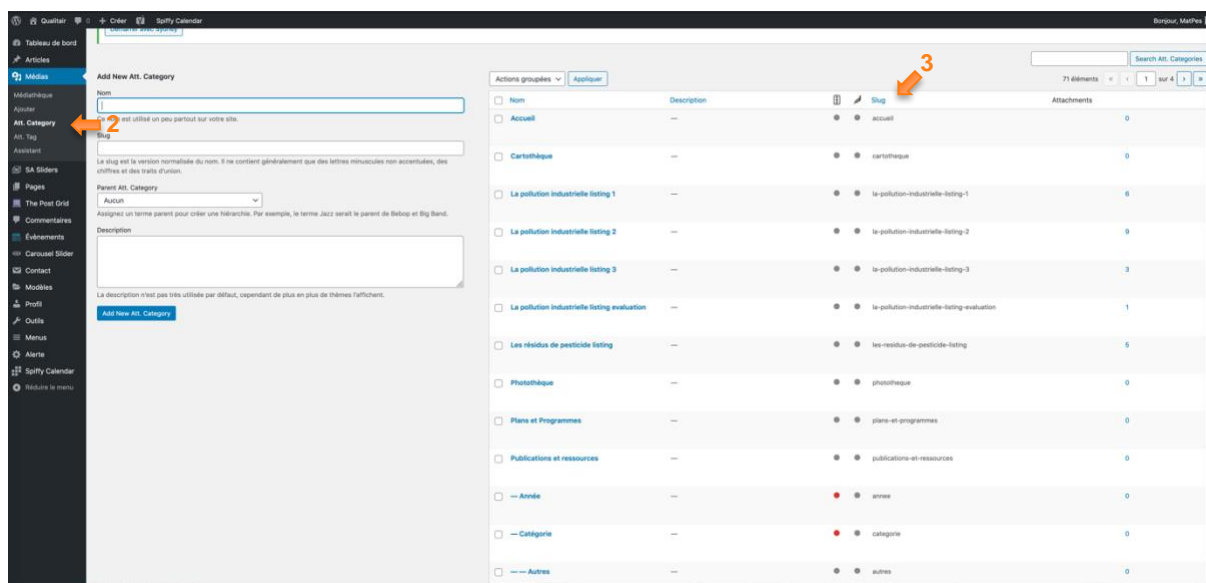 Qualitair 0 + Créer Spiffy Calendar
Bonjour, MatPes
Tableau de bord
Articles
Médias
Médiathèque
Ajouter
Att. Category
Att. Tag
Assistant
SA Sliders
Pages
The Post Grid
Commentaires
Évènements
Carousel Slider
Contact
Modèles
Profil
Outils
Menus
Alerte
Spiffy Calendar
Réduire le menu
2
Démarrer avec Sydney
Add New Att. Category
Nom
Ce nom est utilisé un peu partout sur votre site.
Slug
Le slug est la version normalisée du nom. Il ne contient généralement que des lettres minuscules non accentuées, des
chiffres et des traits d'union.
Parent Att. Category
Aucun
Assignez un terme parent pour créer une hiérarchie. Par exemple, le terme Jazz serait le parent de Bebop et Big Band.
Description
La description n'est pas très utilisée par défaut, cependant de plus en plus de thèmes l'affichent.
Add New Att. Category
Search Att. Categories
3
Actions groupées Appliquer 71 éléments « ‹ 1 sur 4 › »
Nom Description Slug Attachments
Accueil — accueil 0
Cartothèque — cartotheque 0
La pollution industrielle listing 1 — la-pollution-industrielle-listing-1 6
La pollution industrielle listing 2 — la-pollution-industrielle-listing-2 9
La pollution industrielle listing 3 — la-pollution-industrielle-listing-3 3
La pollution industrielle listing evaluation — la-pollution-industrielle-listing-evaluation 1
Les résidus de pesticide listing — les-residus-de-pesticide-listing 5
Photothèque — phototheque 0
Plans et Programmes — plans-et-programmes 0
Publications et ressources — publications-et-ressources 0
— Année — annee 0
— Catégorie — categorie 0
— — Autres — autres 0